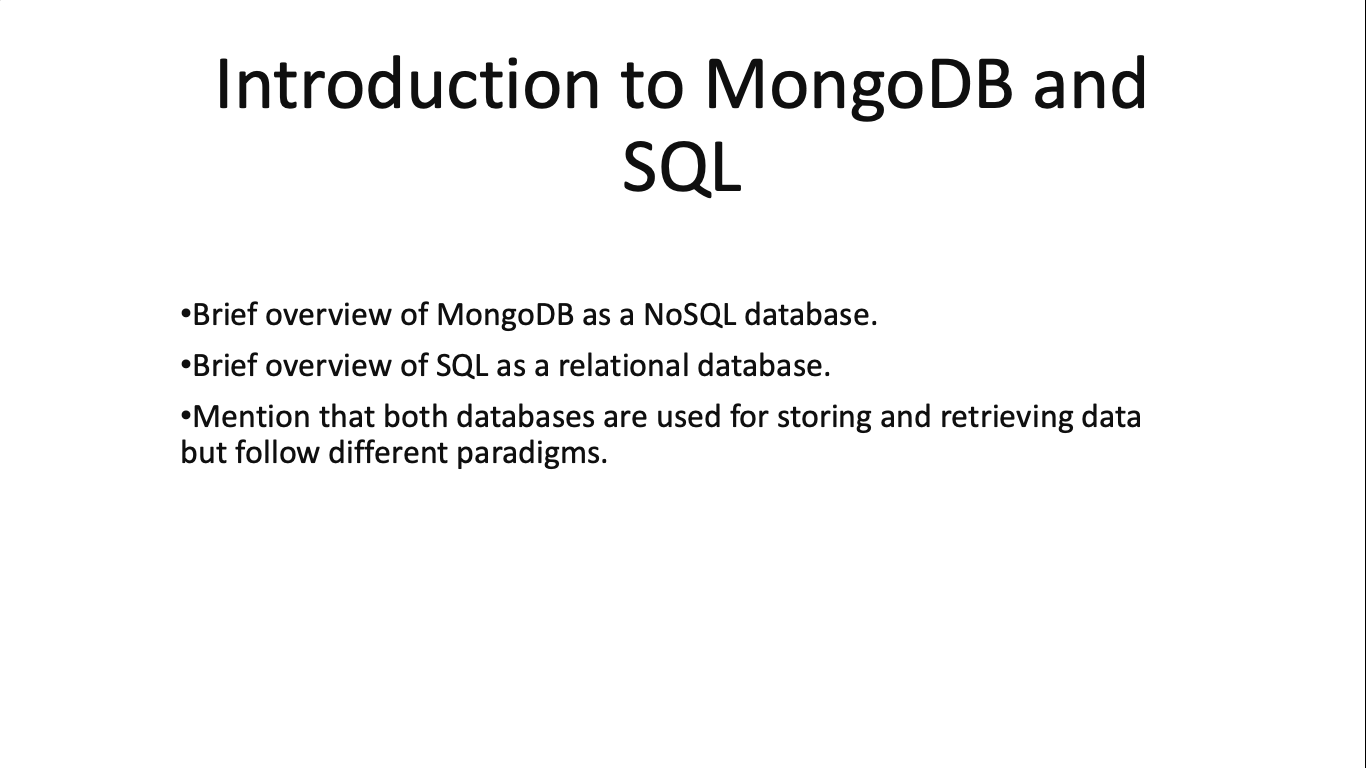 Introduction to MongoDB and
SQL
•Brief overview of MongoDB as a NoSQL database.
•Brief overview of SQL as a relational database.
•Mention that both databases are used for storing and retrieving data
but follow different paradigms.